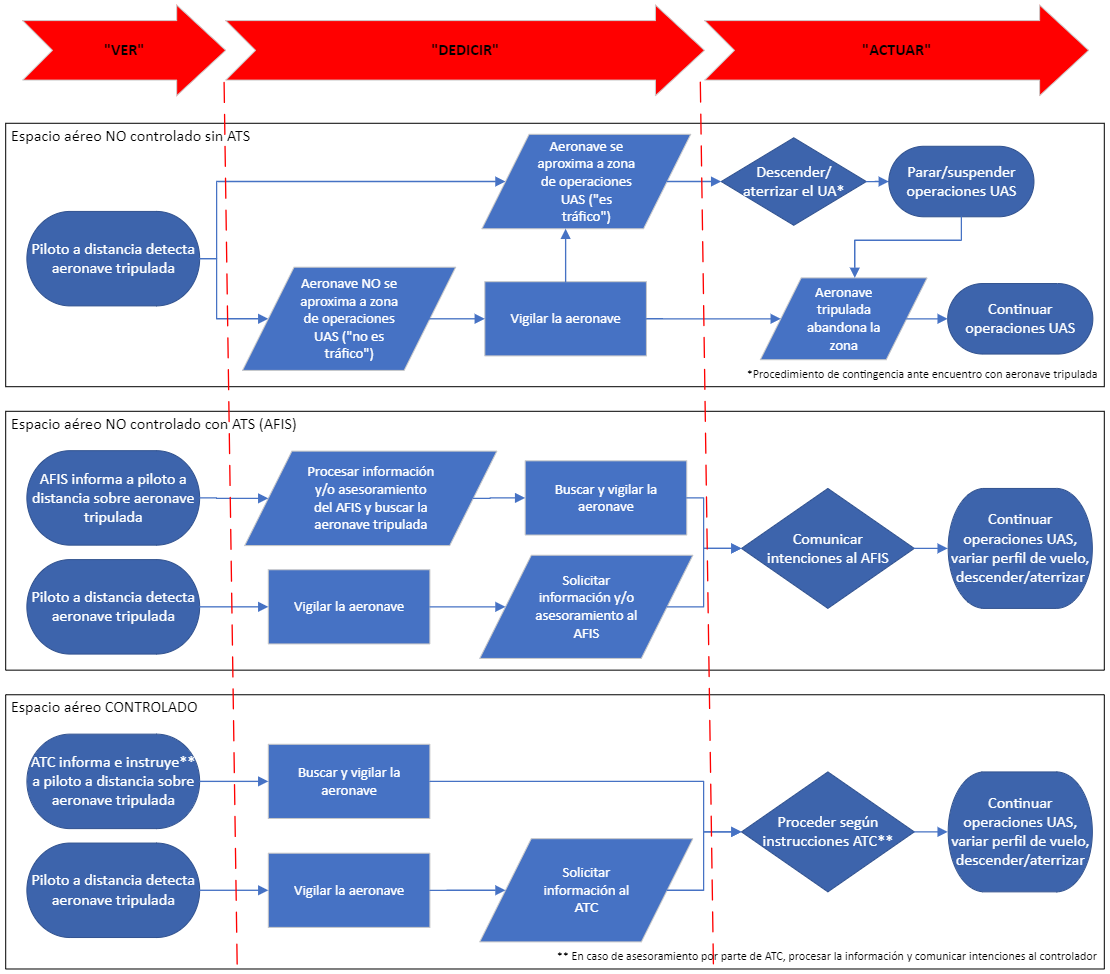 "VER"
"DEDICIR"
"ACTUAR"
Espacio aéreo NO controlado sin ATS
Piloto a distancia detecta
aeronave tripulada
Aeronave se
aproxima a zona
de operaciones
UAS ("es
tráfico")
Descender/
aterrizar el UA*
Parar/suspender
operaciones UAS
Aeronave NO se
aproxima a zona
de operaciones
UAS ("no es
tráfico")
Vigilar la aeronave
Aeronave
tripulada
abandona la
zona
Continuar
operaciones UAS
*Procedimiento de contingencia ante encuentro con aeronave tripulada
Espacio aéreo NO controlado con ATS (AFIS)
AFIS informa a piloto a
distancia sobre aeronave
tripulada
Procesar información
y/o asesoramiento
del AFIS y buscar la
aeronave tripulada
Buscar y vigilar la
aeronave
Piloto a distancia detecta
aeronave tripulada
Vigilar la aeronave
Solicitar
información y/o
asesoramiento al
AFIS
Comunicar
intenciones al AFIS
Continuar
operaciones UAS,
variar perfil de vuelo,
descender/aterrizar
Espacio aéreo CONTROLADO
ATC informa e instruye**
a piloto a distancia sobre
aeronave tripulada
Buscar y vigilar la
aeronave
Piloto a distancia detecta
aeronave tripulada
Vigilar la aeronave
Solicitar
información al
ATC
Proceder según
instrucciones ATC**
Continuar
operaciones UAS,
variar perfil de vuelo,
descender/aterrizar
** En caso de asesoramiento por parte de ATC, procesar la información y comunicar intenciones al controlador